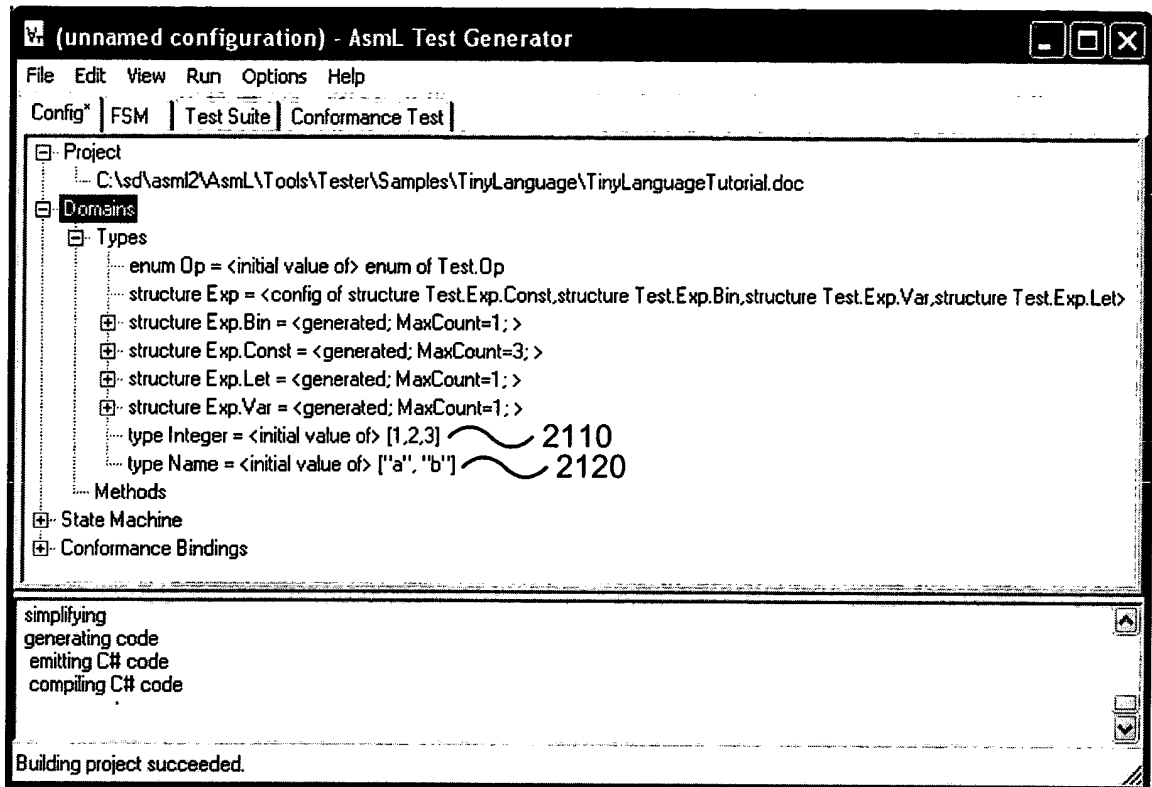 (unnamed configuration) - AsmL Test Generator
File Edit View Run Options Help
Config* FSM Test Suite Conformance Test
Project
C:\sd\asml2\AsmL\Tools\Tester\Samples\TinyLanguage\TinyLanguageTutorial.doc
Domains
Types
enum Op = <initial value of> enum of Test.Op
structure Exp = <config of structure Test.Exp.Const,structure Test.Exp.Bin,structure Test.Exp.Var,structure Test.Exp.Let>
structure Exp.Bin = <generated; MaxCount=1; >
structure Exp.Const = <generated; MaxCount=3; >
structure Exp.Let = <generated; MaxCount=1; >
structure Exp.Var = <generated; MaxCount=1; >
type Integer = <initial value of> [1,2,3] 2110
type Name = <initial value of> ["a", "b"] 2120
Methods
State Machine
Conformance Bindings
simplifying
generating code
emitting C# code
compiling C# code
Building project succeeded.